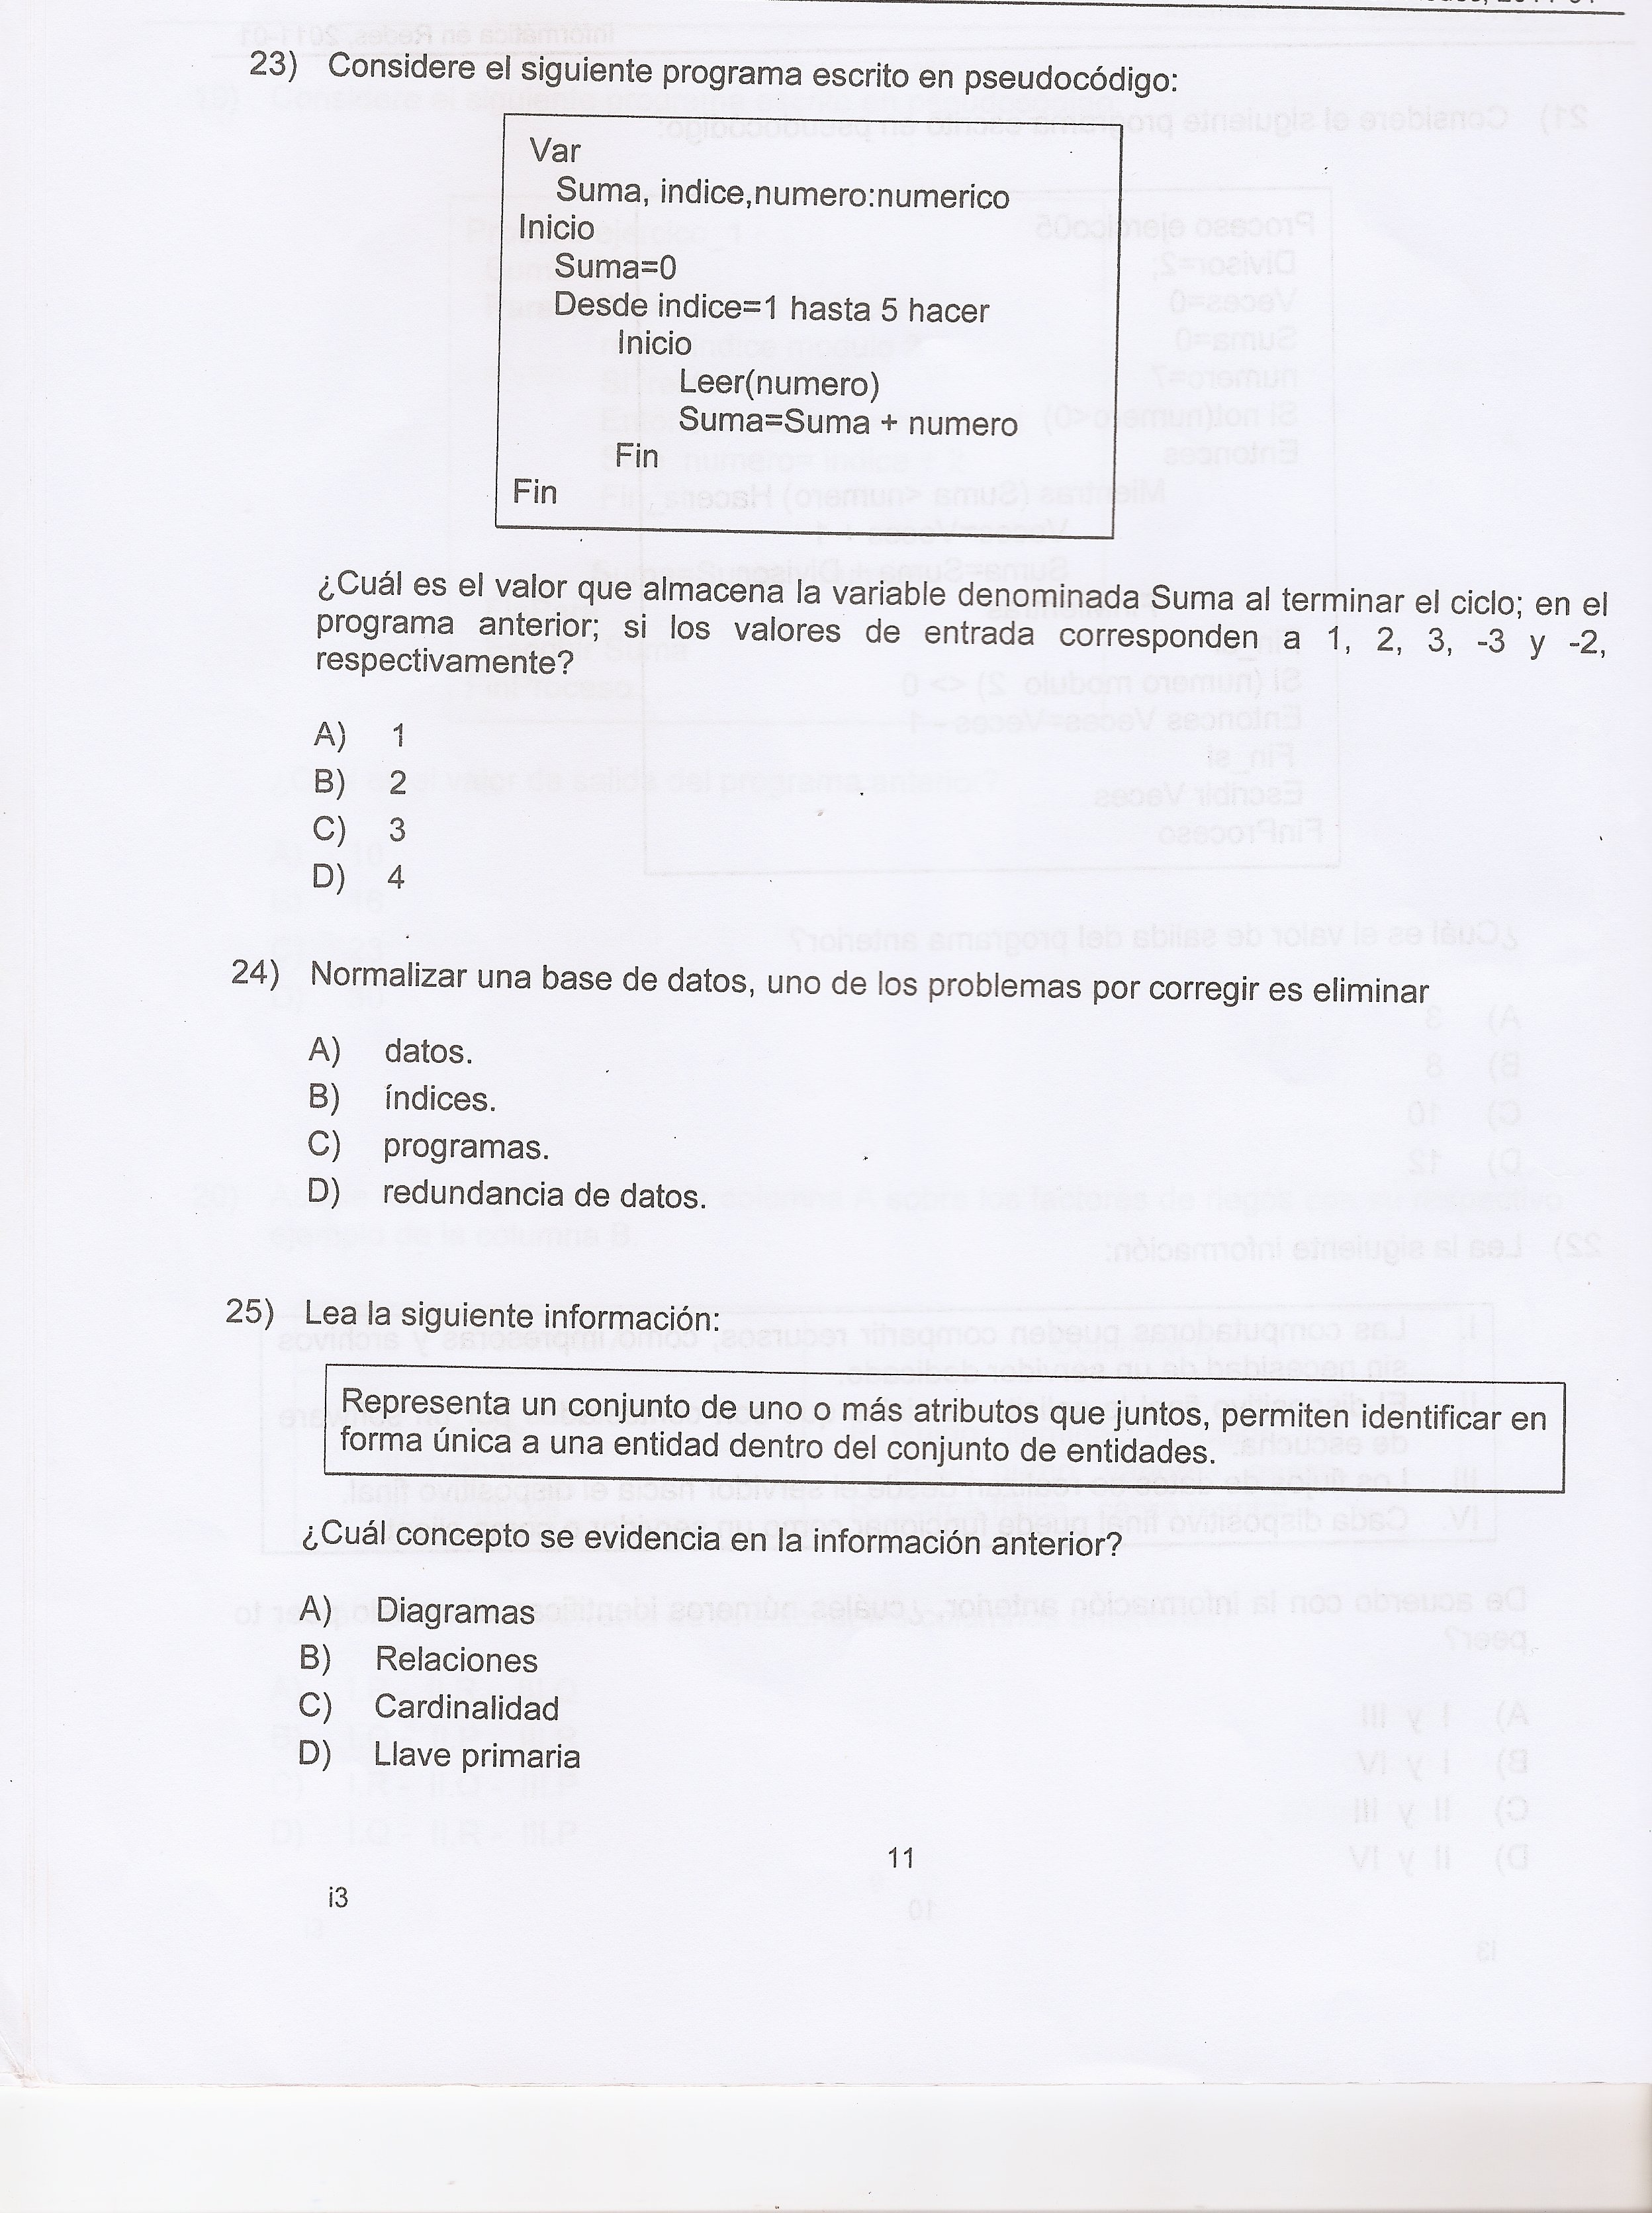 23) Considere el siguiente programa escrito en pseudocódigo:
Var
Suma, indice,numero:numerico
Inicio
Suma=0
Desde indice=1 hasta 5 hacer
Inicio
Leer(numero)
Suma=Suma + numero
Fin
Fin
¿Cuál es el valor que almacena la variable denominada Suma al terminar el ciclo; en el
programa anterior; si los valores de entrada corresponden a 1, 2, 3, -3 y -2,
respectivamente?
A) 1
B) 2
C) 3
D) 4
24) Normalizar una base de datos, uno de los problemas por corregir es eliminar
A) datos.
B) índices.
C) programas.
D) redundancia de datos.
25) Lea la siguiente información:
Representa un conjunto de uno o más atributos que juntos, permiten identificar en
forma única a una entidad dentro del conjunto de entidades.
¿Cuál concepto se evidencia en la información anterior?
A) Diagramas
B) Relaciones
C) Cardinalidad
D) Llave primaria
11
i3